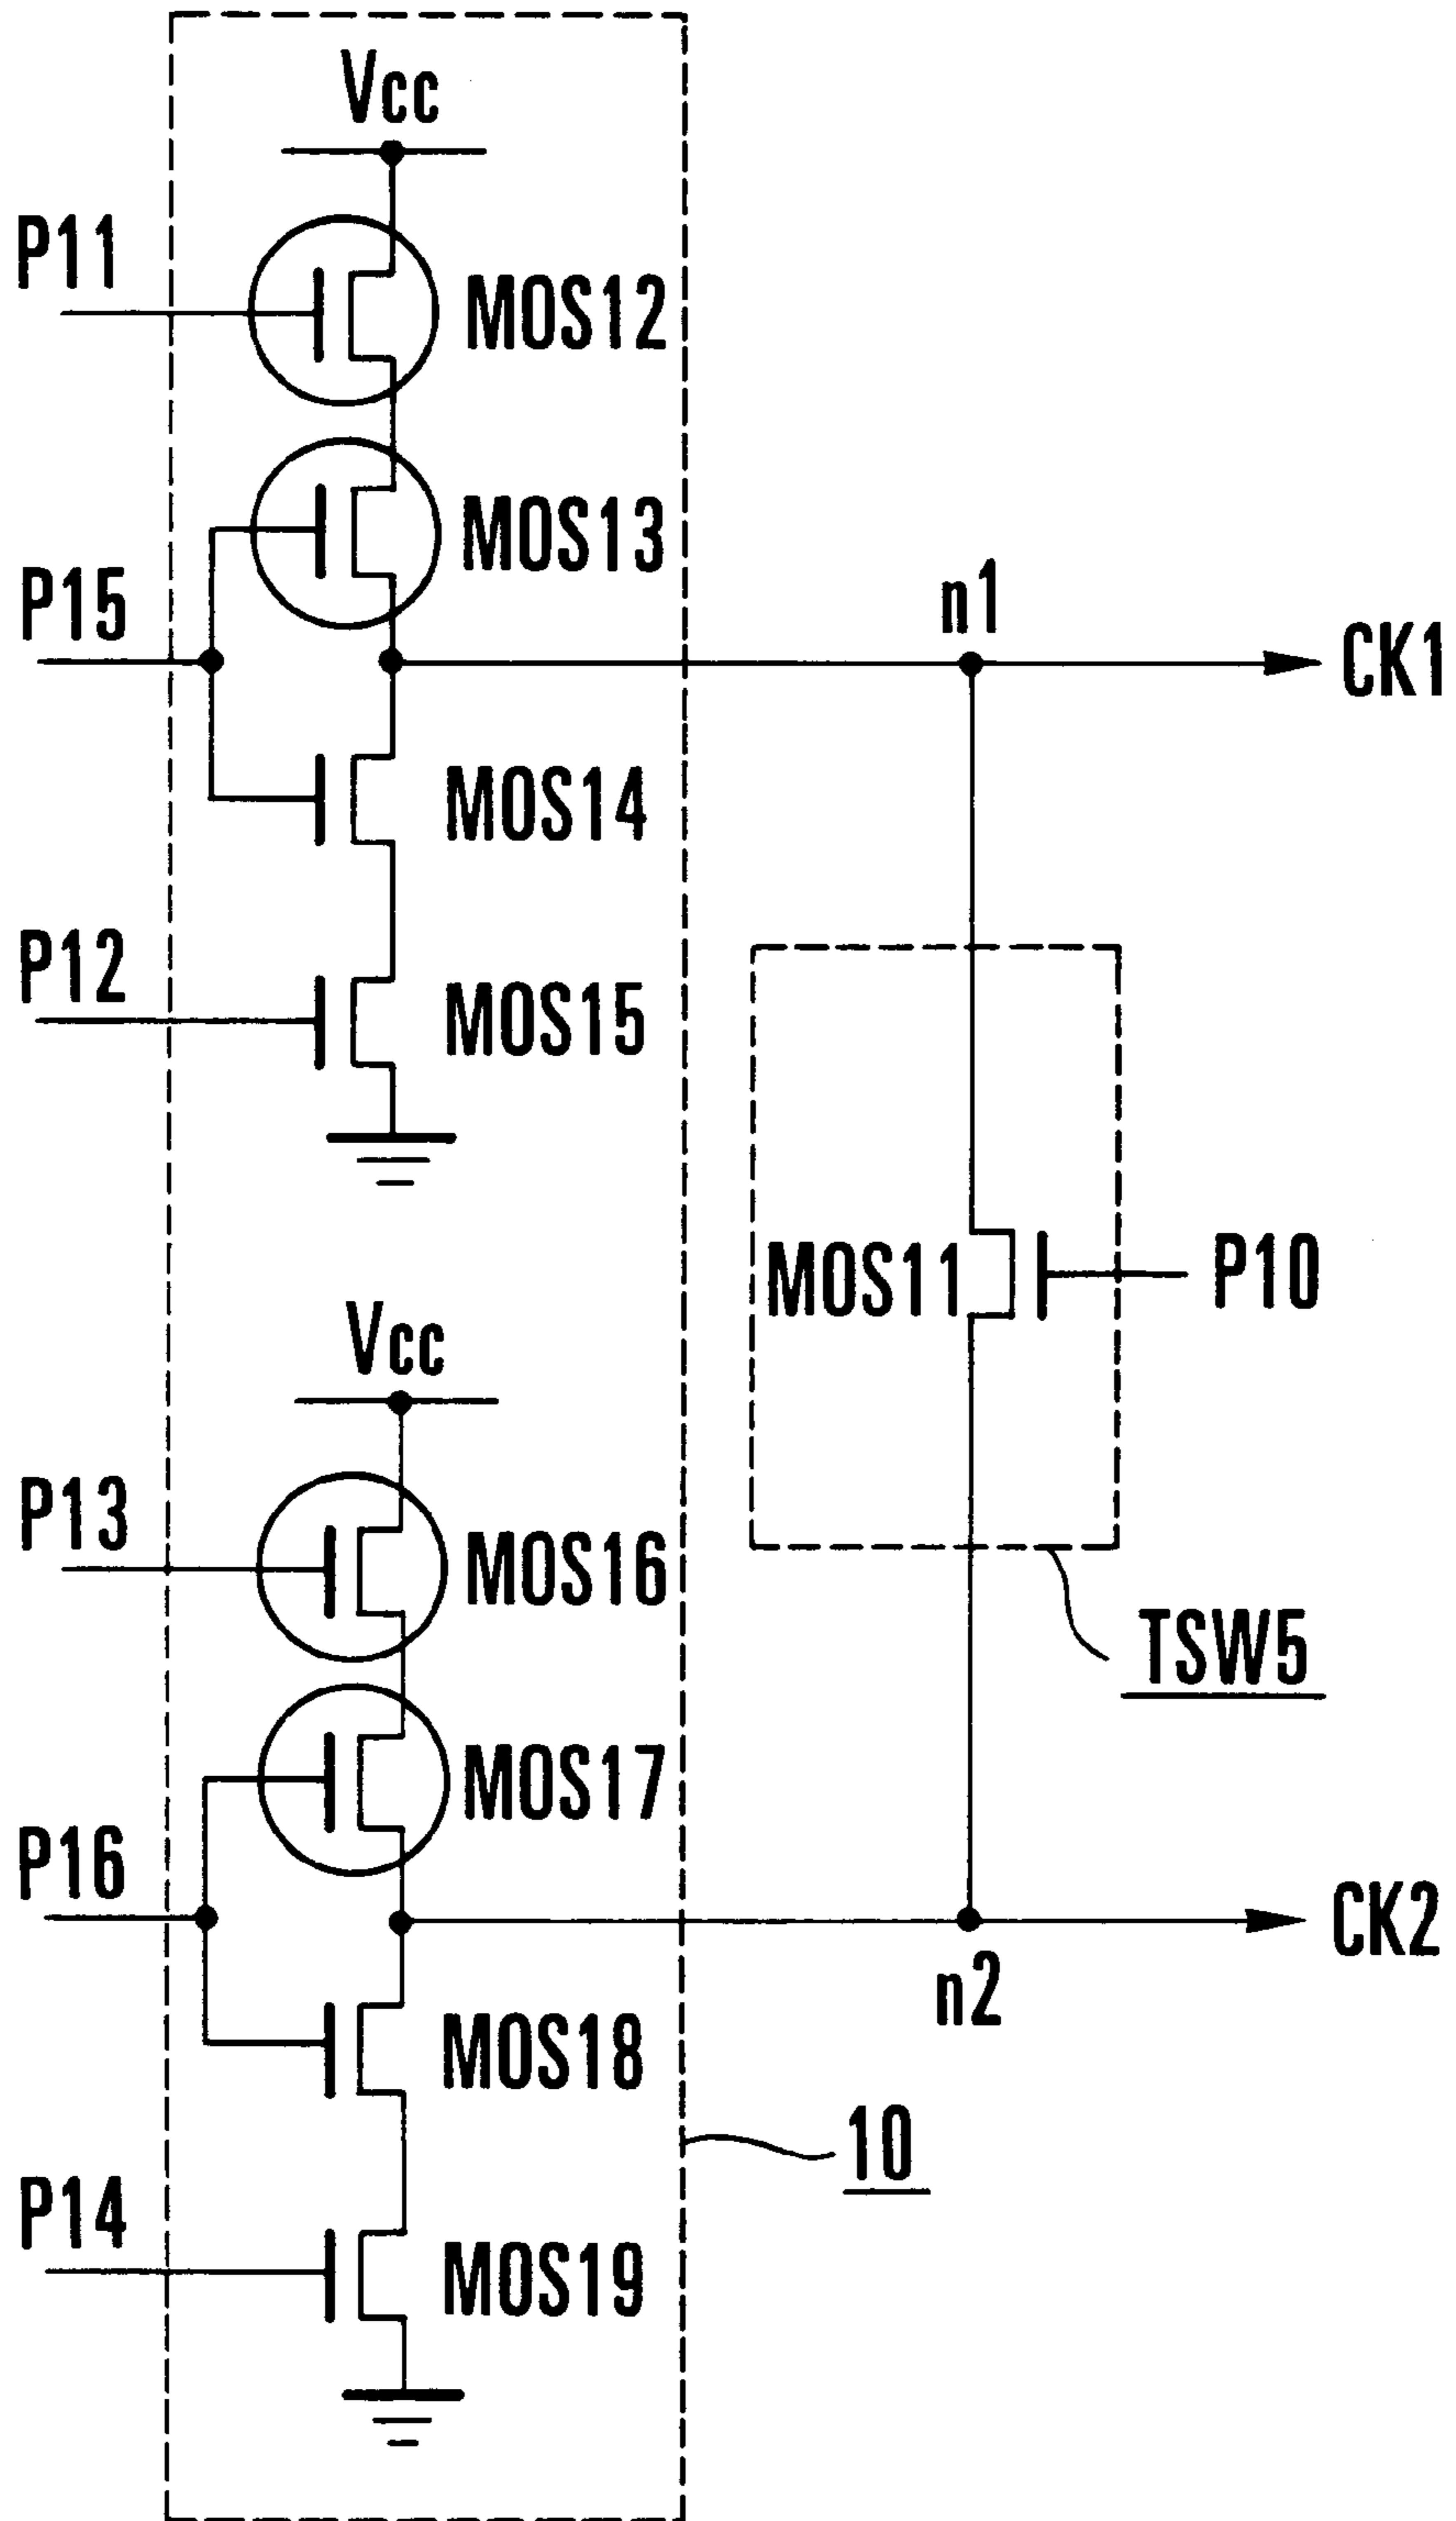 Vcc
P11
MOS12
MOS13
P15
n1
CK1
MOS14
P12
MOS15
MOS11
P10
Vcc
P13
MOS16
TSW5
MOS17
P16
CK2
n2
MOS18
10
P14
MOS19